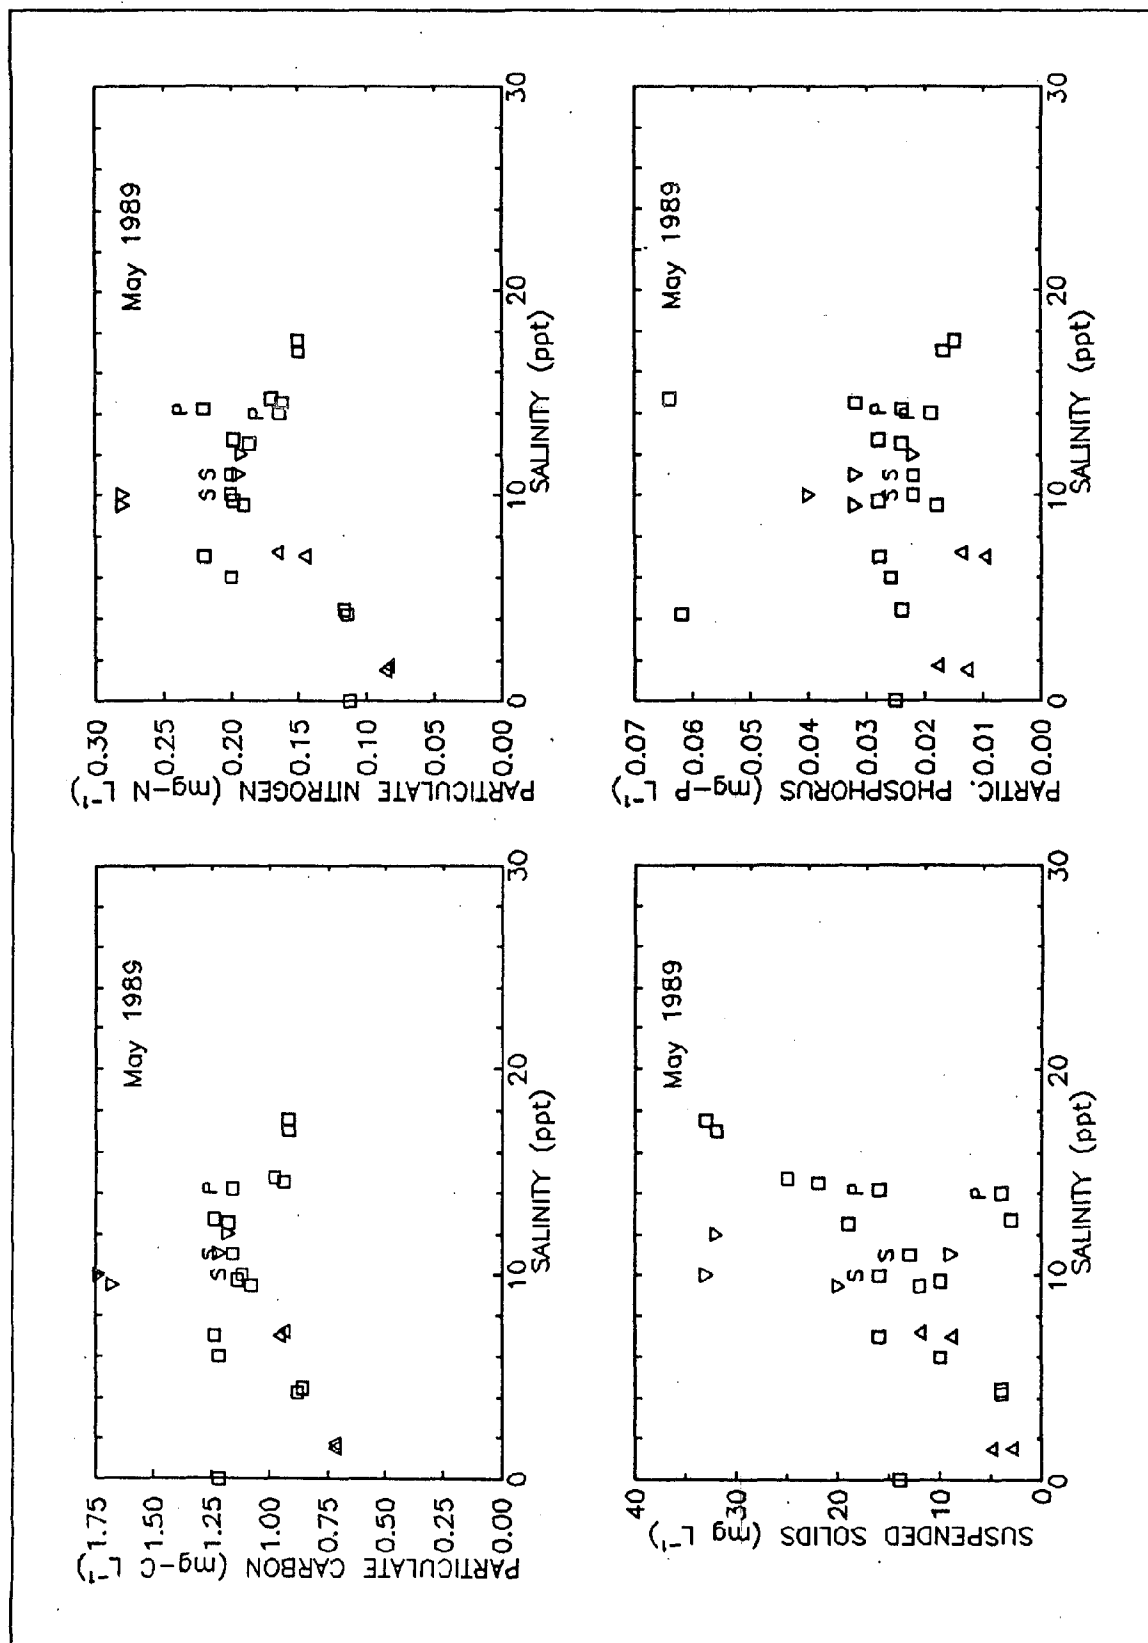 PARTICULATE CARBON (mg-C L⁻¹)
1.75
1.50
1.25
1.00
0.75
0.50
0.25
0.00
May 1989
S
S
P
0
10
20
30
SALINITY (ppt)
PARTICULATE NITROGEN (mg-N L⁻¹)
0.30
0.25
0.20
0.15
0.10
0.05
0.00
May 1989
S
S
P
P
0
10
20
30
SALINITY (ppt)
SUSPENDED SOLIDS (mg L⁻¹)
40
30
20
10
0
May 1989
S
S
P
P
0
10
20
30
SALINITY (ppt)
PARTIC. PHOSPHORUS (mg-P L⁻¹)
0.07
0.06
0.05
0.04
0.03
0.02
0.01
0.00
May 1989
S
S
P
P
0
10
20
30
SALINITY (ppt)